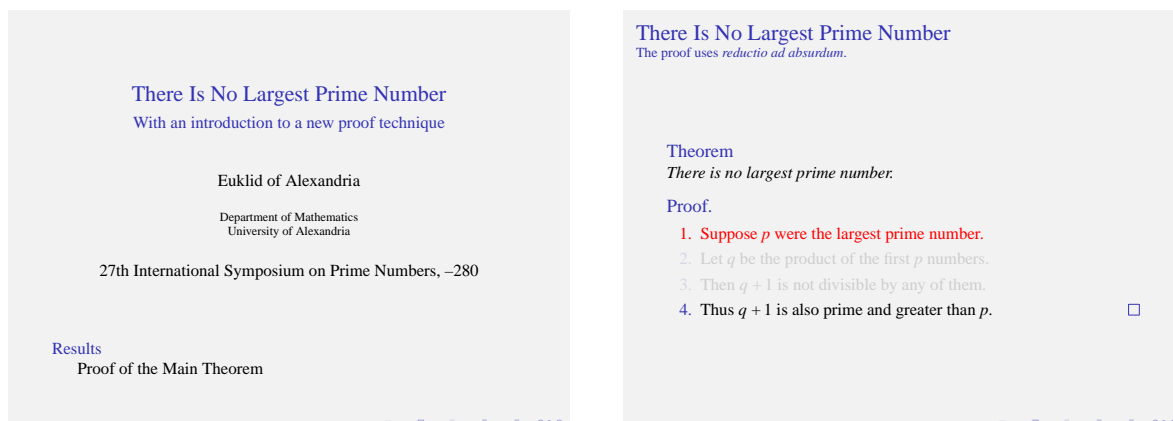 There Is No Largest Prime Number
With an introduction to a new proof technique
Euklid of Alexandria
Department of Mathematics
University of Alexandria
27th International Symposium on Prime Numbers, –280
Results
Proof of the Main Theorem
There Is No Largest Prime Number
The proof uses reductio ad absurdum.
Theorem
There is no largest prime number.
Proof.
1. Suppose p were the largest prime number.
2. Let q be the product of the first p numbers.
3. Then q + 1 is not divisible by any of them.
4. Thus q + 1 is also prime and greater than p.